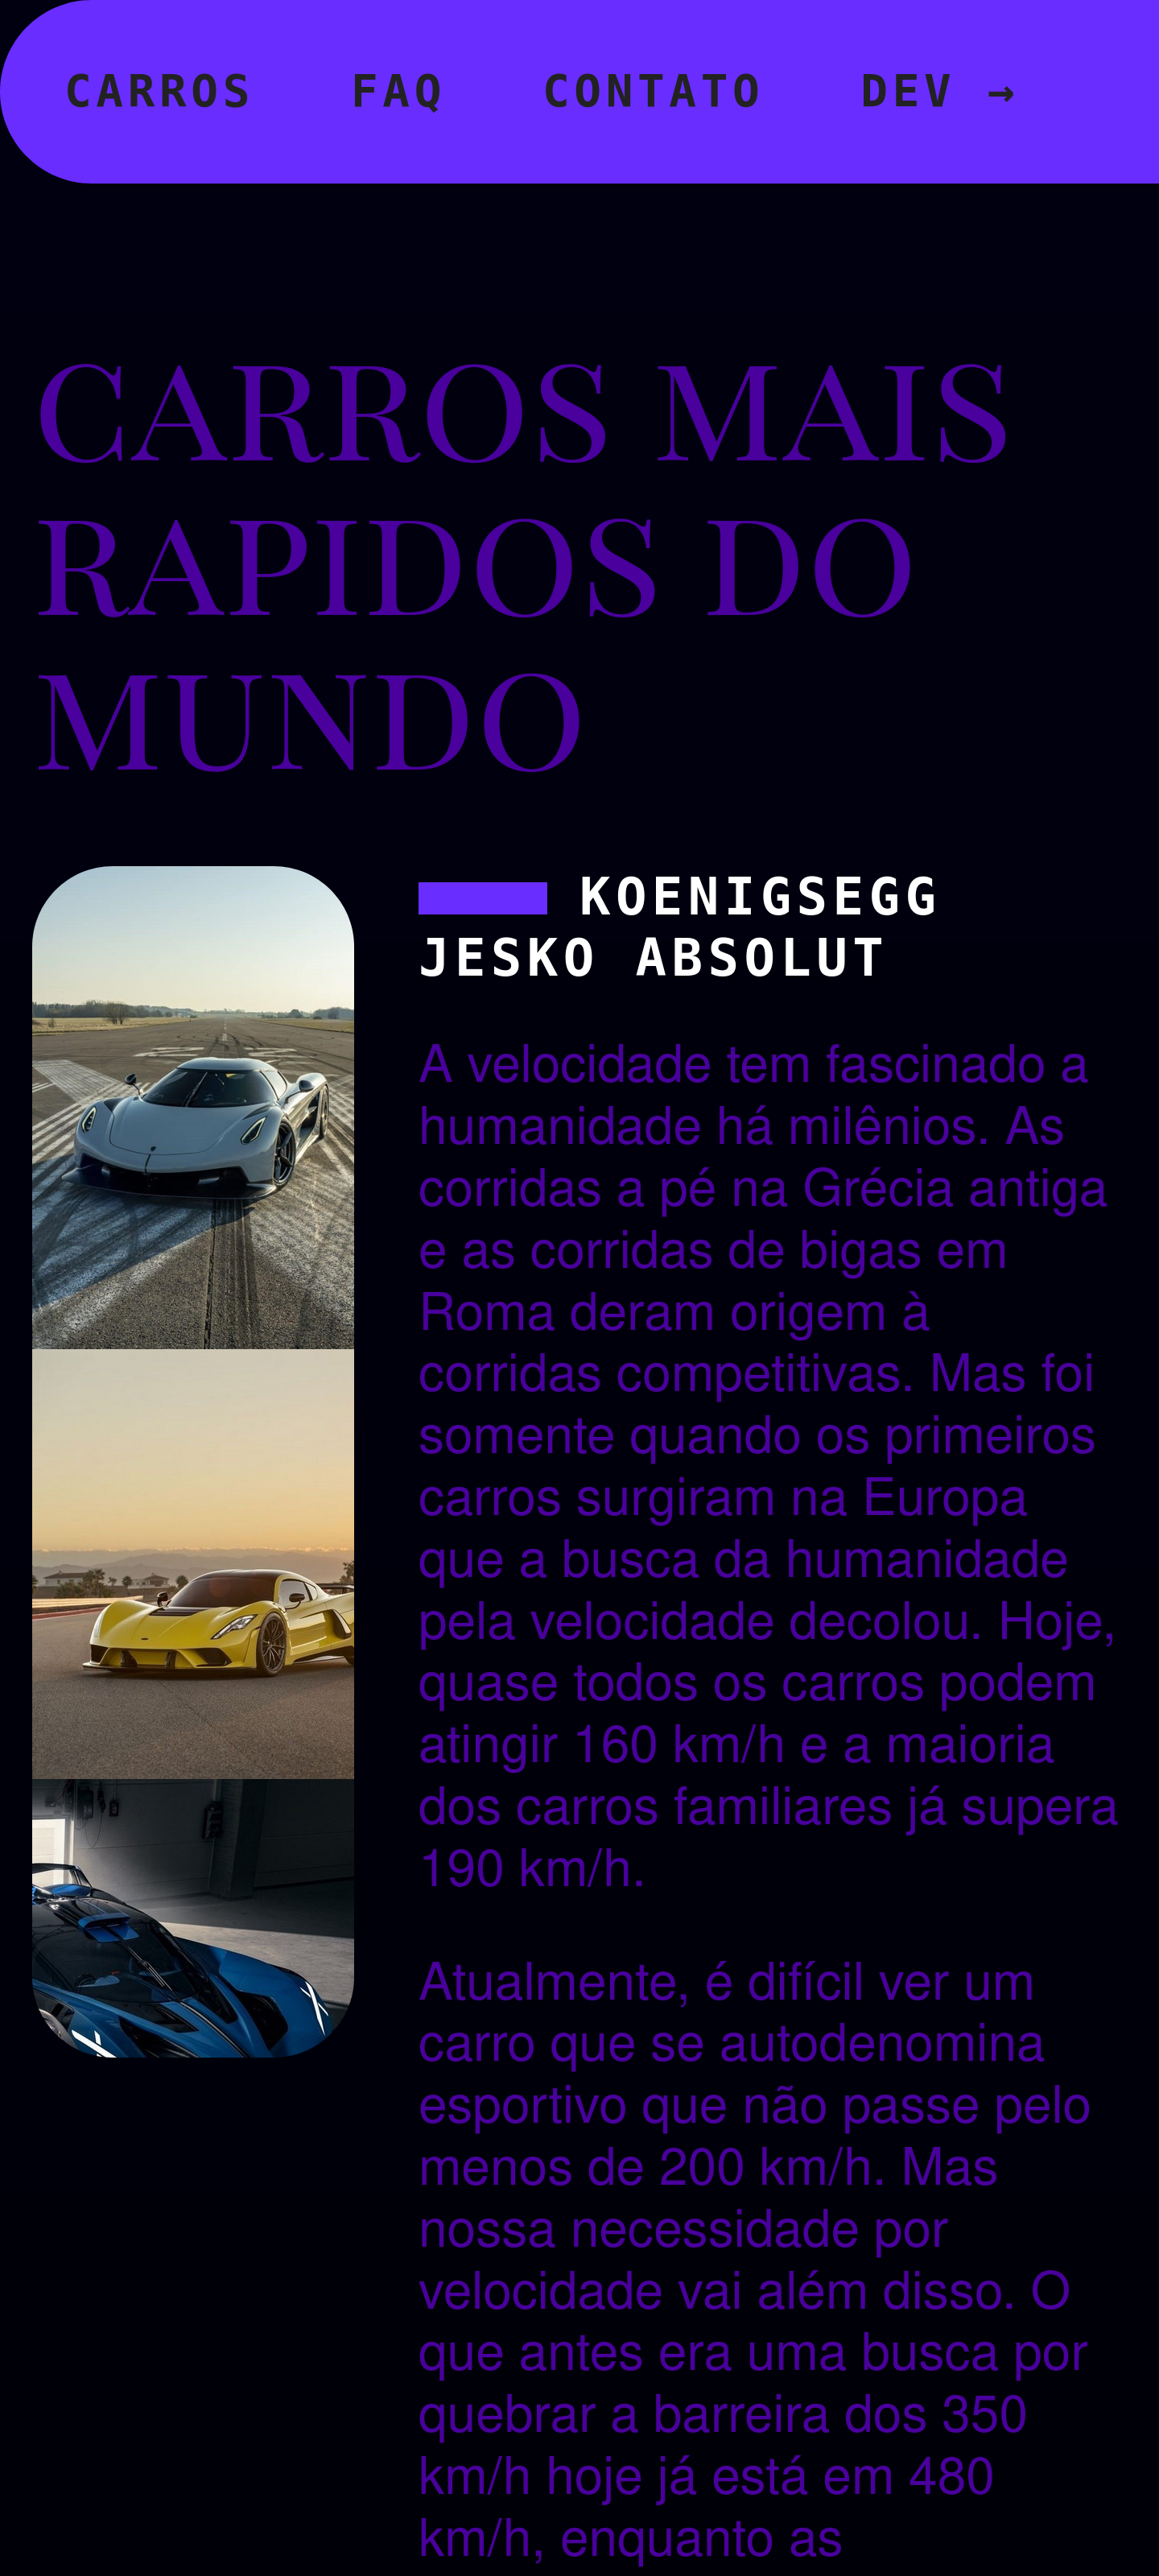 CARROS FAQ CONTATO DEV →
CARROS MAIS
RAPIDOS DO
MUNDO
KOENIGSEGG
JESKO ABSOLUT
A velocidade tem fascinado a
humanidade há milênios. As
corridas a pé na Grécia antiga
e as corridas de bigas em
Roma deram origem à
corridas competitivas. Mas foi
somente quando os primeiros
carros surgiram na Europa
que a busca da humanidade
pela velocidade decolou. Hoje,
quase todos os carros podem
atingir 160 km/h e a maioria
dos carros familiares já supera
190 km/h.
Atualmente, é difícil ver um
carro que se autodenomina
esportivo que não passe pelo
menos de 200 km/h. Mas
nossa necessidade por
velocidade vai além disso. O
que antes era uma busca por
quebrar a barreira dos 350
km/h hoje já está em 480
km/h, enquanto as